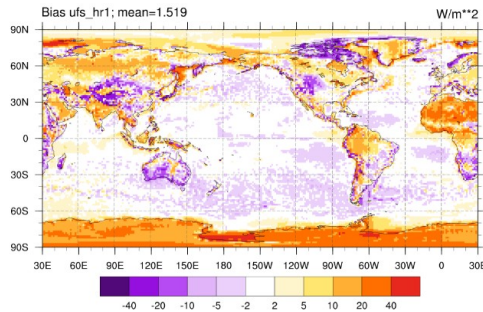 Bias ufs_hr1; mean=1.519 W/m**2
90N
60N
30N
0
30S
60S
90S
30E 60E 90E 120E 150E 180 150W 120W 90W 60W 30W 0 30E
-40 -20 -10 -5 -2 2 5 10 20 40